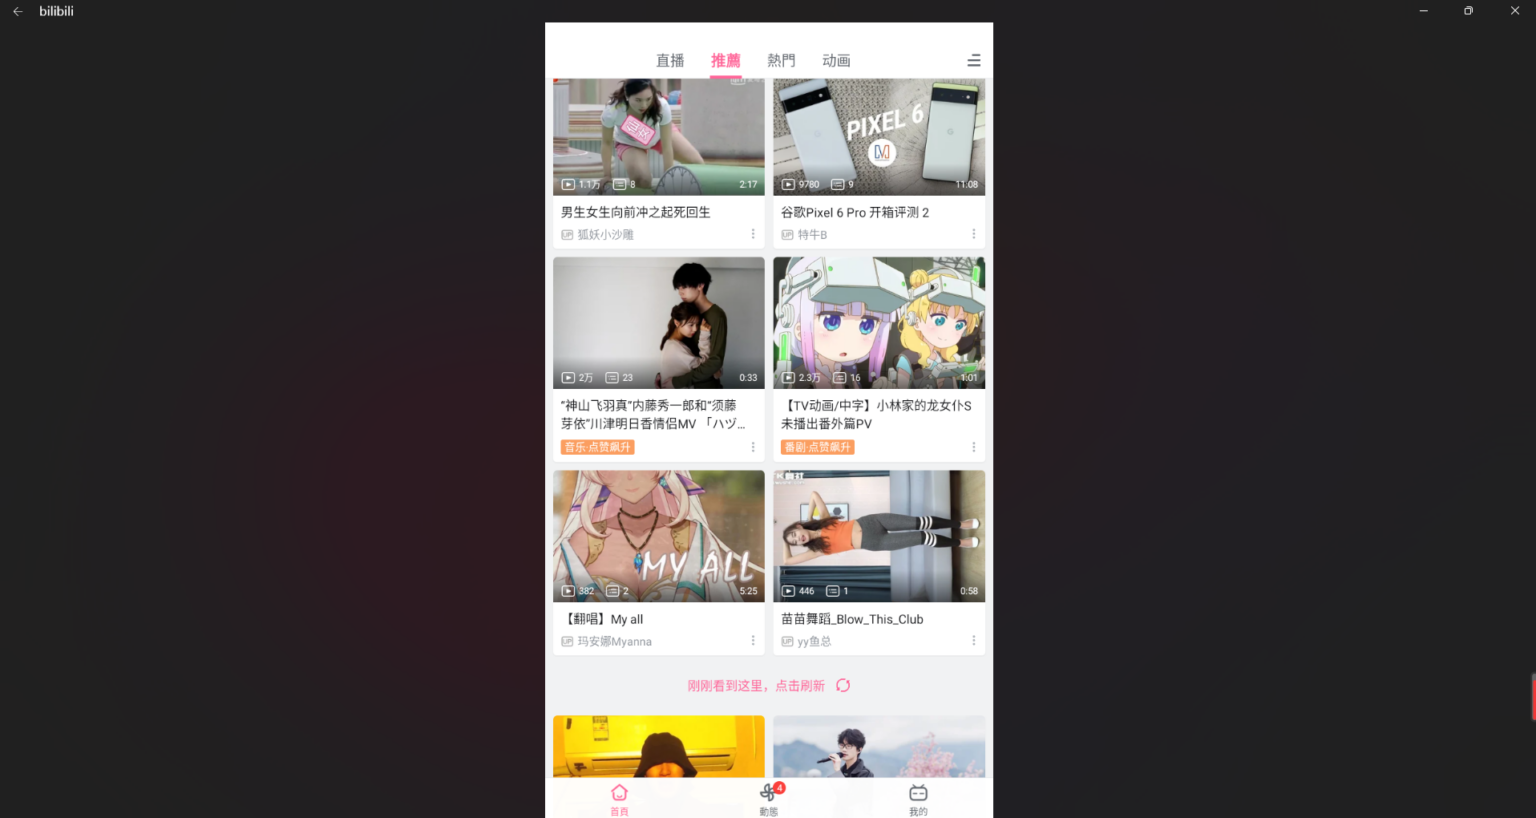 bilibili
直播 推薦 熱門 动画
PIXEL 6
1.1万 8 2:17
9780 9 11:08
男生女生向前冲之起死回生
UP 狐妖小沙雕
谷歌Pixel 6 Pro 开箱评测 2
UP 特牛B
2万 23 0:33
2.3万 16 1:01
“神山飞羽真”内藤秀一郎和“须藤
芽依”川津明日香情侣MV 「ハヅ...
音乐·点赞飙升
【TV动画/中字】小林家的龙女仆S
未播出番外篇PV
番剧·点赞飙升
MY ALL
382 2 5:25
446 1 0:58
【翻唱】My all
UP 玛安娜Myanna
苗苗舞蹈_Blow_This_Club
UP yy鱼总
刚刚看到这里，点击刷新
4
首頁 動態 我的